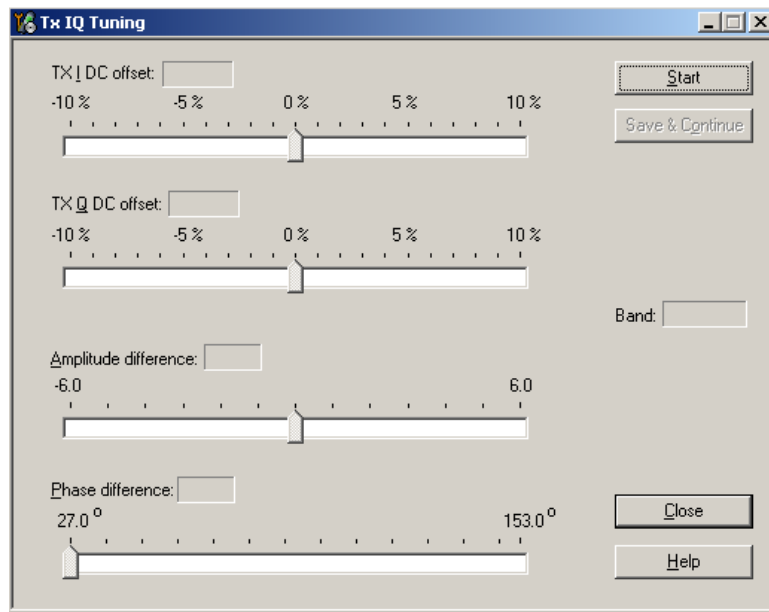 Tx IQ Tuning
TX I DC offset:
-10 % -5 % 0 % 5 % 10 %
Start
Save & Continue
TX Q DC offset:
-10 % -5 % 0 % 5 % 10 %
Band:
Amplitude difference:
-6.0 6.0
Phase difference:
27.0 o 153.0 o
Close
Help